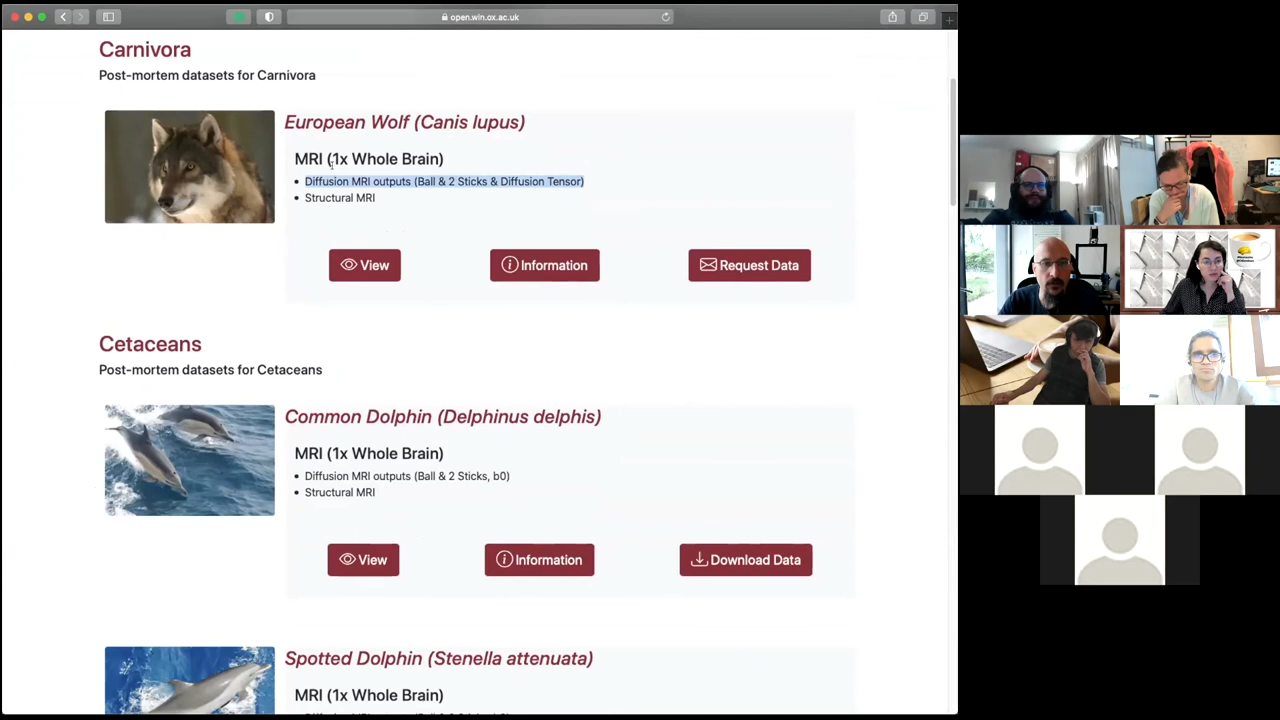 open.win.ox.ac.uk
Carnivora
Post-mortem datasets for Carnivora
European Wolf (Canis lupus)
MRI (1x Whole Brain)
Diffusion MRI outputs (Ball & 2 Sticks & Diffusion Tensor)
Structural MRI
View
Information
Request Data
Cetaceans
Post-mortem datasets for Cetaceans
Common Dolphin (Delphinus delphis)
MRI (1x Whole Brain)
Diffusion MRI outputs (Ball & 2 Sticks, b0)
Structural MRI
View
Information
Download Data
Spotted Dolphin (Stenella attenuata)
MRI (1x Whole Brain)